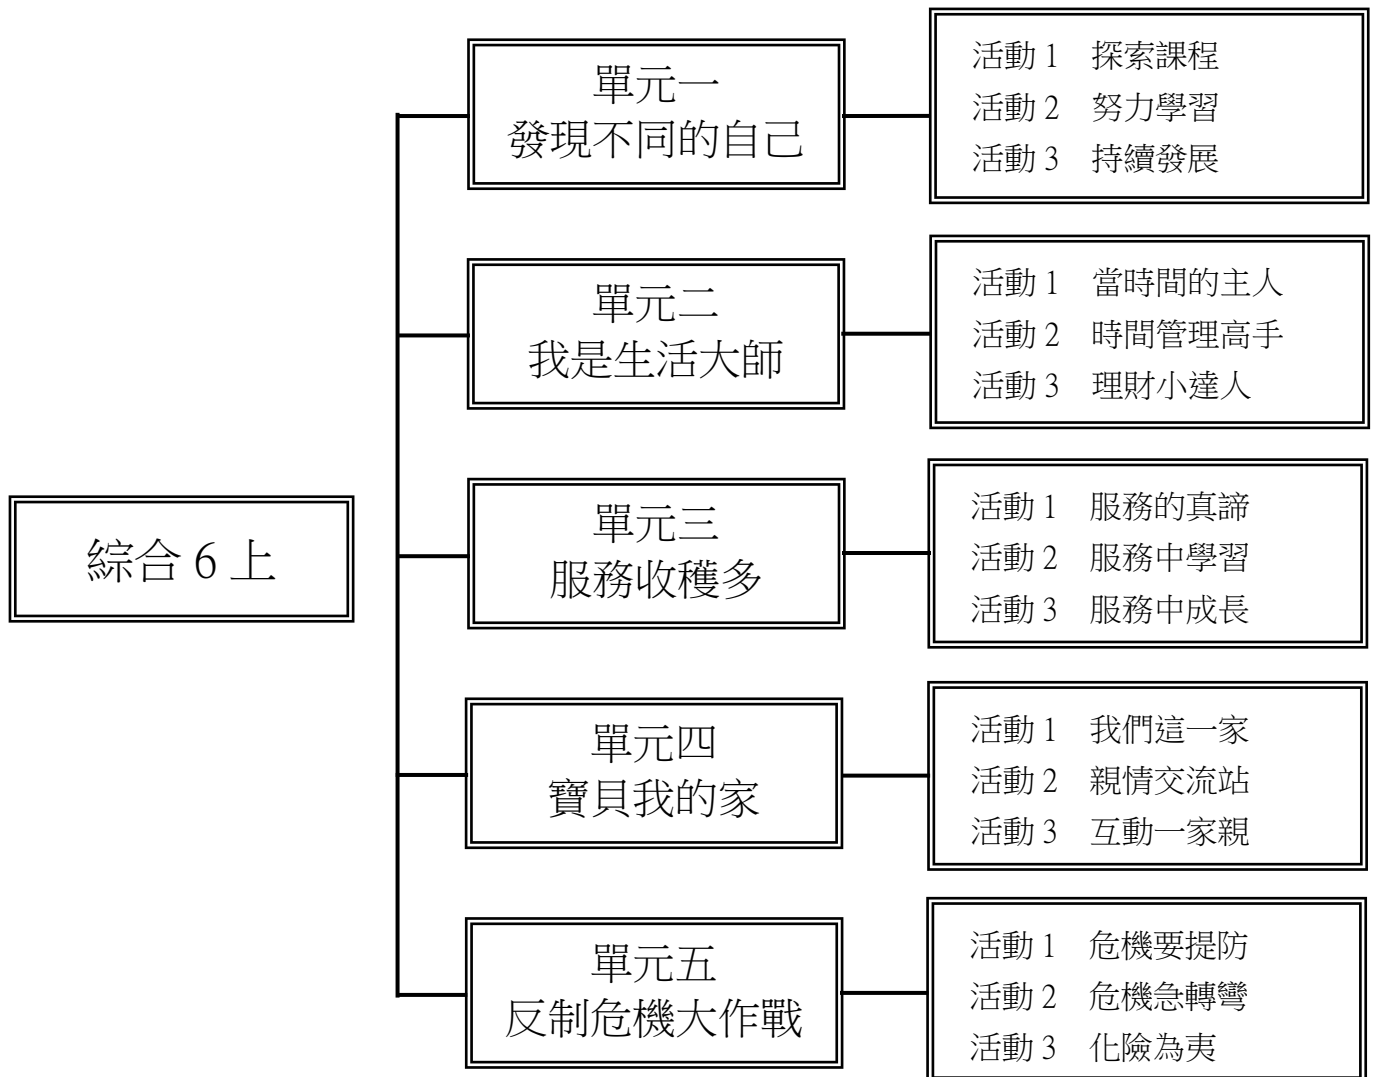 綜合 6 上
單元一
發現不同的自己
活動 1 探索課程
活動 2 努力學習
活動 3 持續發展
單元二
我是生活大師
活動 1 當時間的主人
活動 2 時間管理高手
活動 3 理財小達人
單元三
服務收穫多
活動 1 服務的真諦
活動 2 服務中學習
活動 3 服務中成長
單元四
寶貝我的家
活動 1 我們這一家
活動 2 親情交流站
活動 3 互動一家親
單元五
反制危機大作戰
活動 1 危機要提防
活動 2 危機急轉彎
活動 3 化險為夷